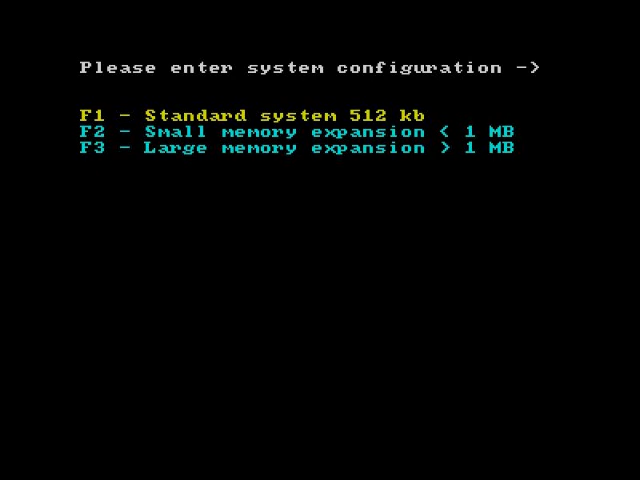 Please enter system configuration ->
F1 - Standard system 512 kb
F2 - Small memory expansion < 1 MB
F3 - Large memory expansion > 1 MB